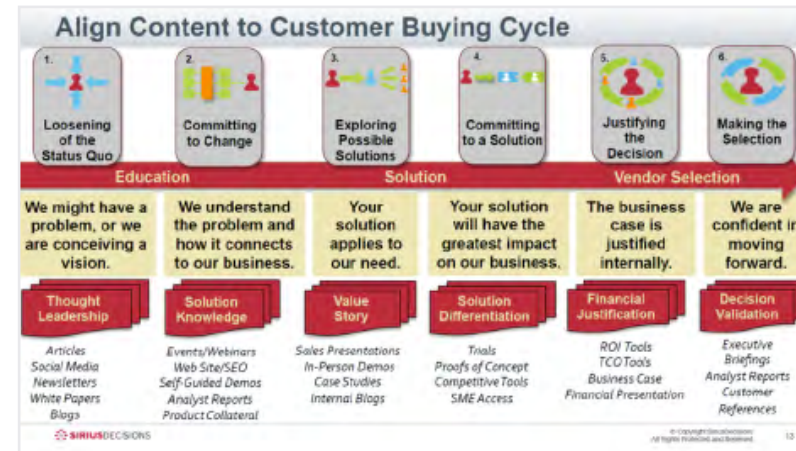 Align Content to Customer Buying Cycle
1.
Loosening
of the
Status Quo
2.
Committing
to Change
3.
Exploring
Possible
Solutions
4.
Committing
to a Solution
5.
Justifying
the
Decision
6.
Making the
Selection
Education
Solution
Vendor Selection
We might have a
problem, or we
are conceiving a
vision.
We understand
the problem and
how it connects
to our business.
Your
solution
applies to
our need.
Your solution
will have the
greatest impact
on our business.
The business
case is
justified
internally.
We are
confident in
moving
forward.
Thought
Leadership
Solution
Knowledge
Value
Story
Solution
Differentiation
Financial
Justification
Decision
Validation
Articles
Social Media
Newsletters
White Papers
Blogs
Events/Webinars
Web Site/SEO
Self-Guided Demos
Analyst Reports
Product Collateral
Sales Presentations
In-Person Demos
Case Studies
Internal Blogs
Trials
Proofs of Concept
Competitive Tools
SME Access
ROI Tools
TCO Tools
Business Case
Financial Presentation
Executive
Briefings
Analyst Reports
Customer
References
SIRIUSDECISIONS
© Copyright SiriusDecisions
All Rights Protected and Reserved
13